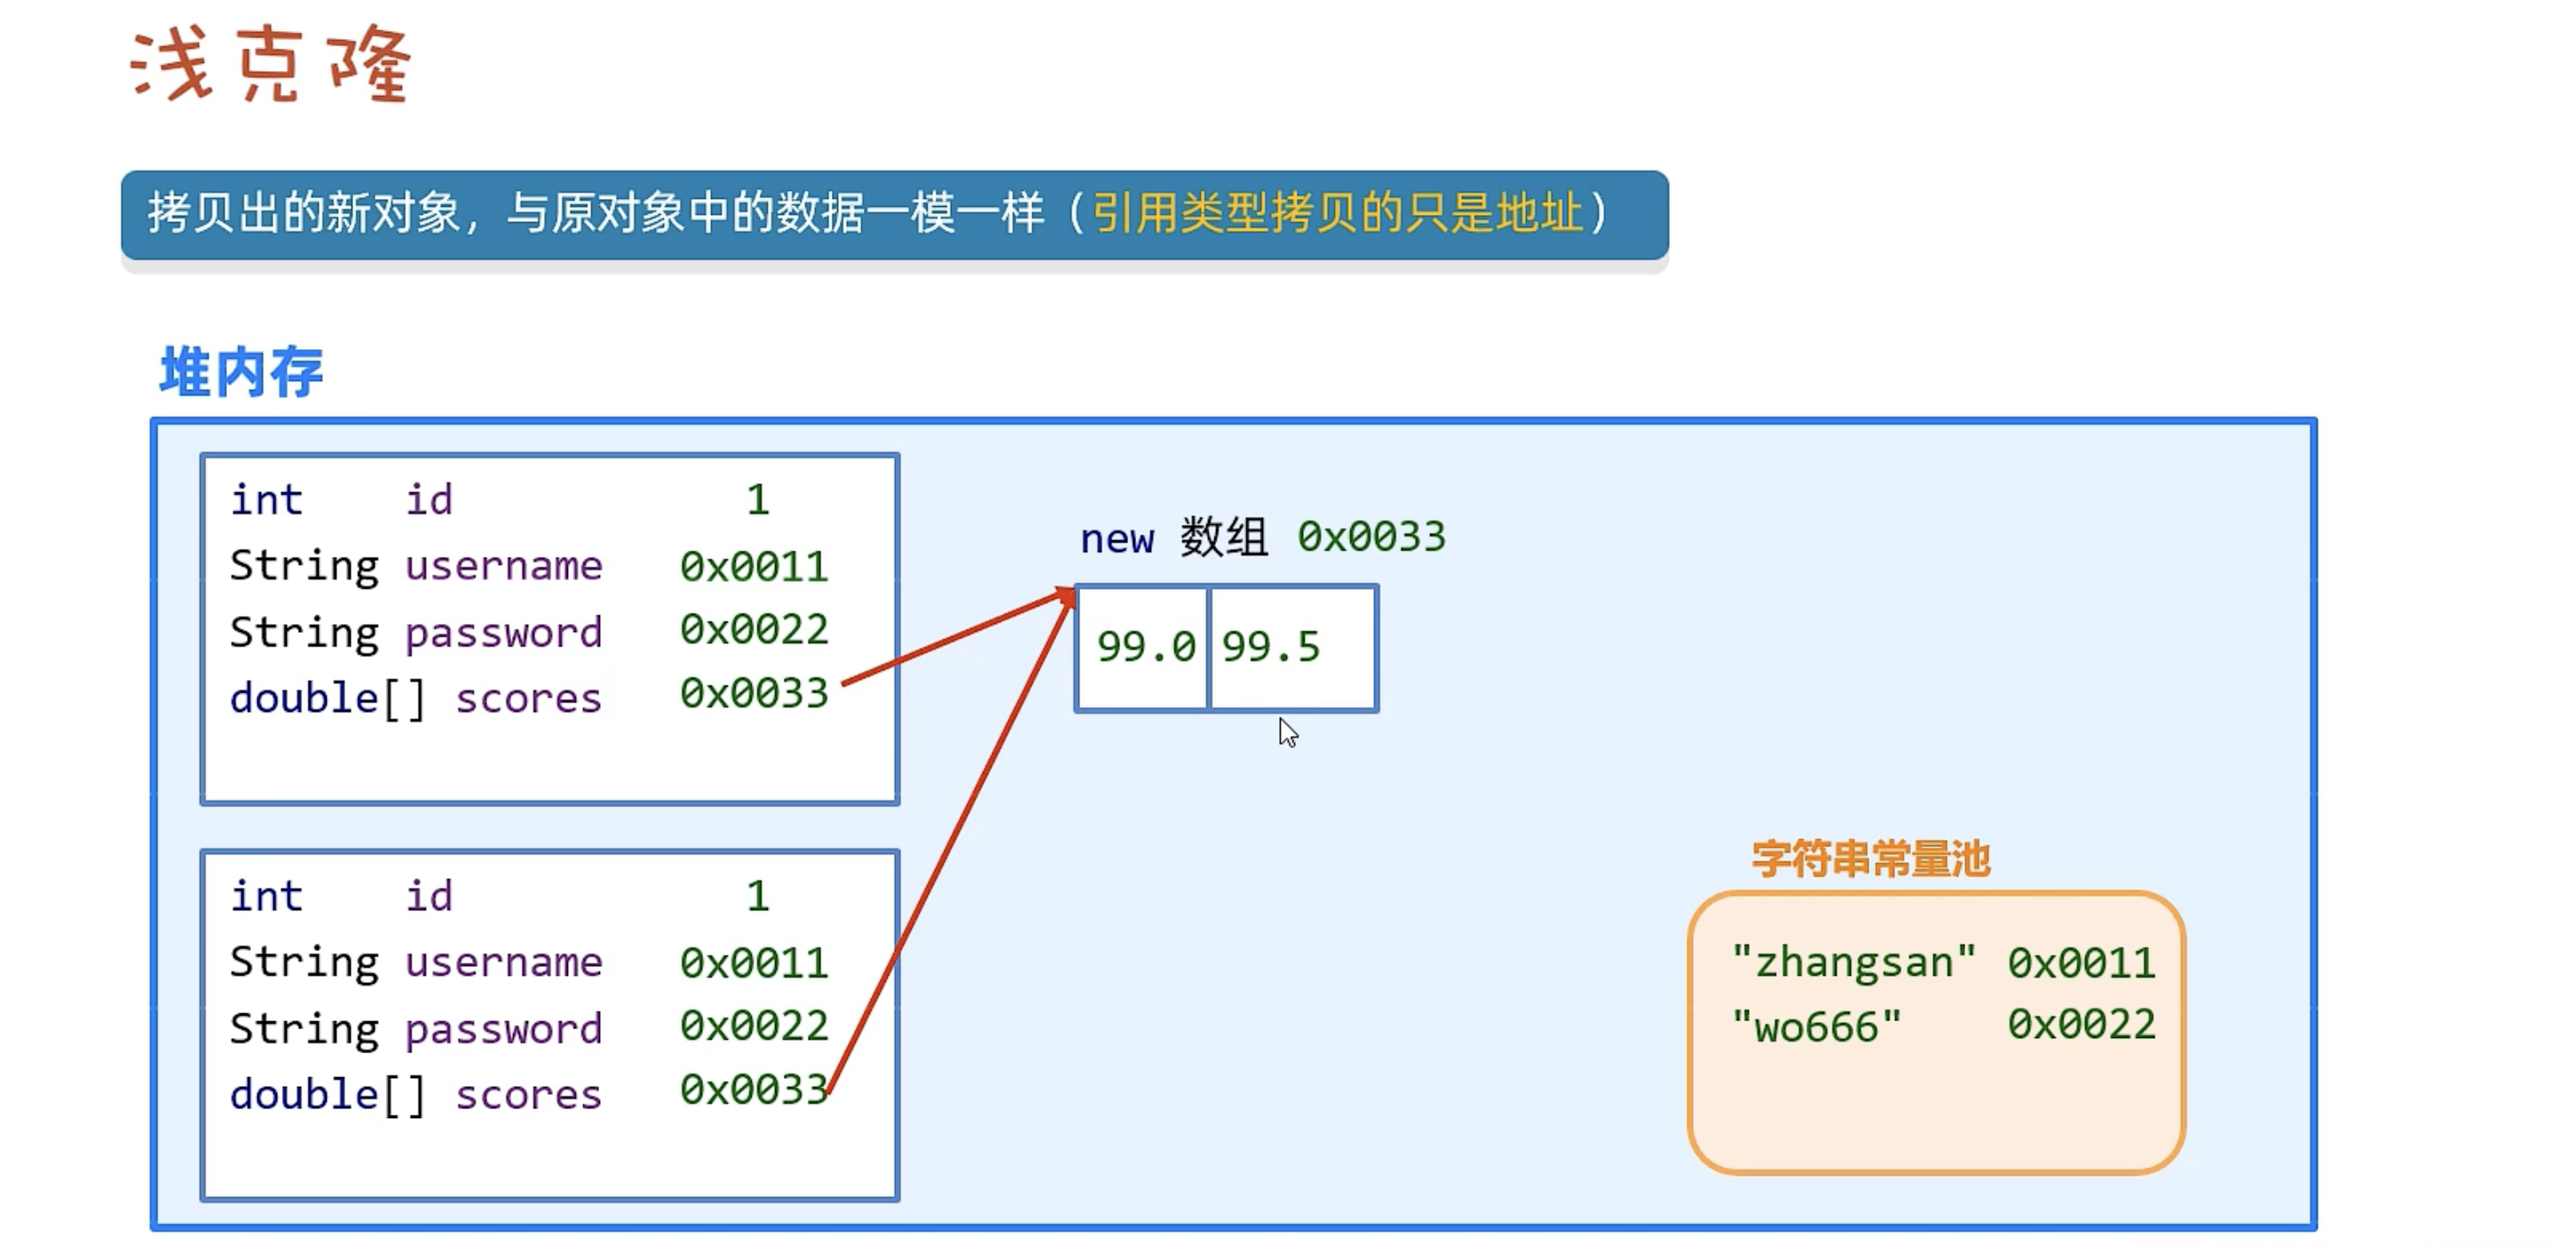 浅克隆
拷贝出的新对象，与原对象中的数据一模一样（引用类型拷贝的只是地址）
堆内存
int id 1
String username 0x0011
String password 0x0022
double[] scores 0x0033
new 数组 0x0033
99.0 99.5
int id 1
String username 0x0011
String password 0x0022
double[] scores 0x0033
字符串常量池
"zhangsan" 0x0011
"wo666" 0x0022